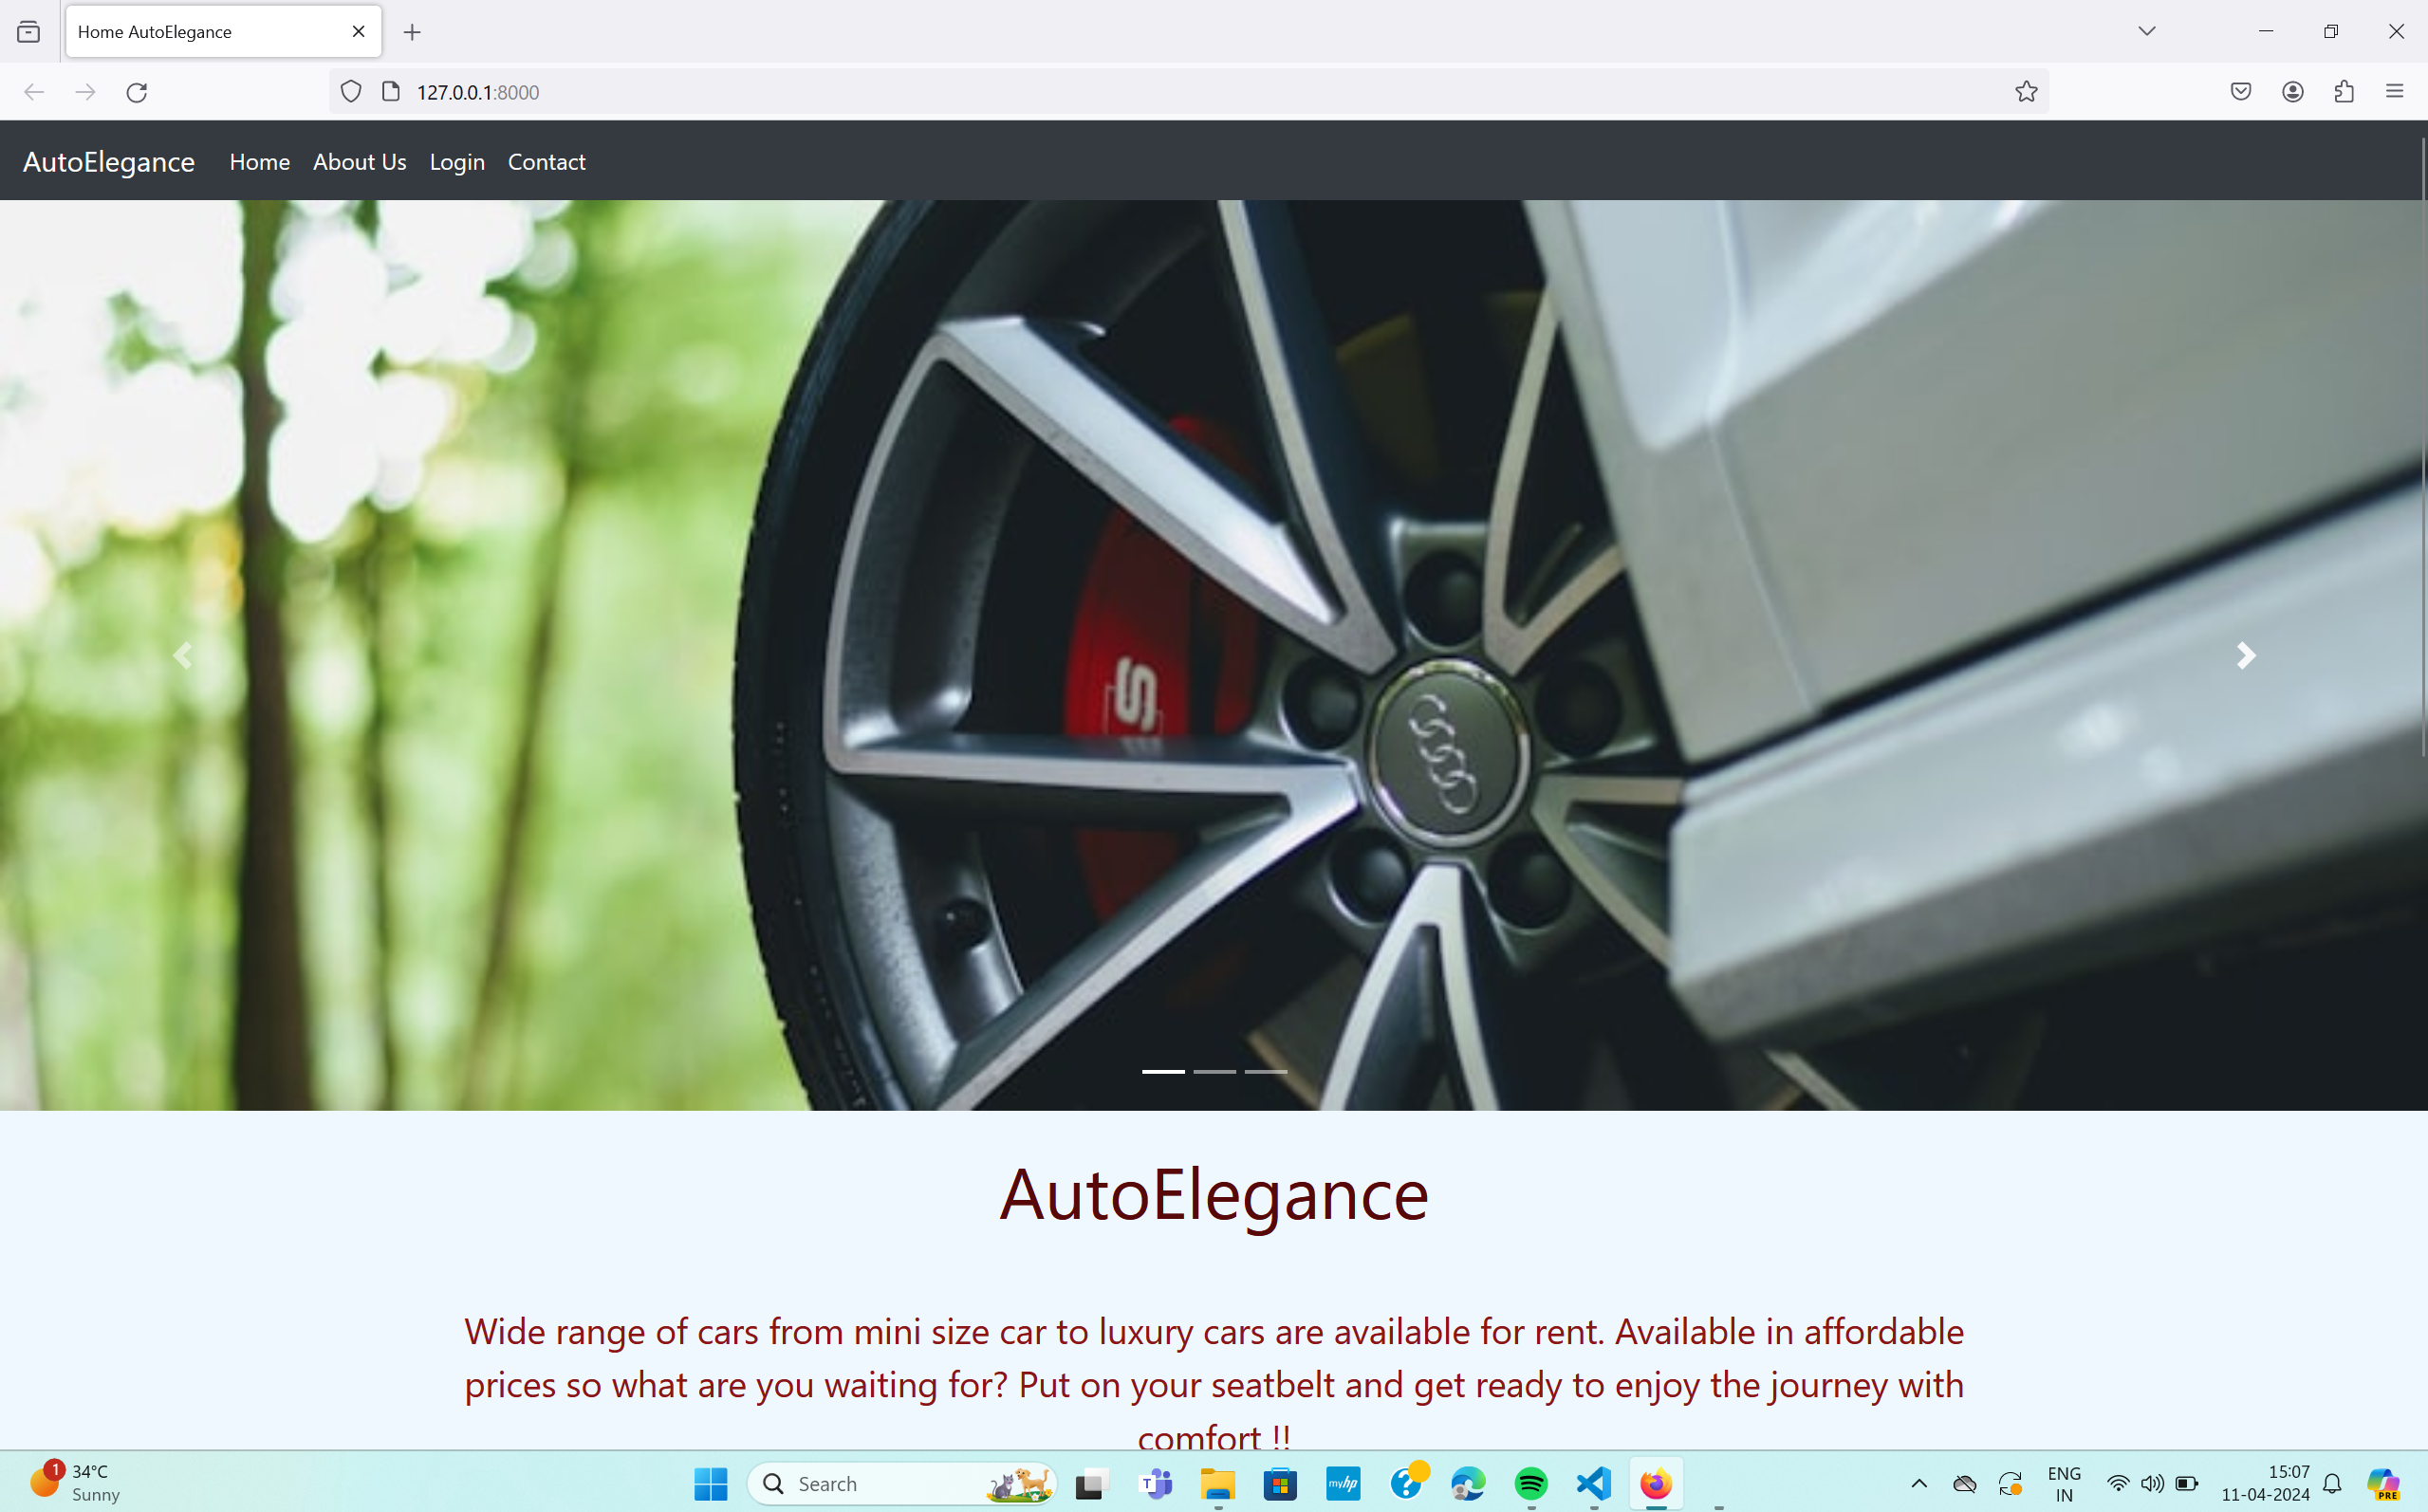 Home AutoElegance
127.0.0.1:8000
AutoElegance Home About Us Login Contact
S
AutoElegance
Wide range of cars from mini size car to luxury cars are available for rent. Available in affordable
prices so what are you waiting for? Put on your seatbelt and get ready to enjoy the journey with
comfort !!
1
34°C
Sunny
Search
T
myhp
?
ENG
IN
15:07
11-04-2024
PRE